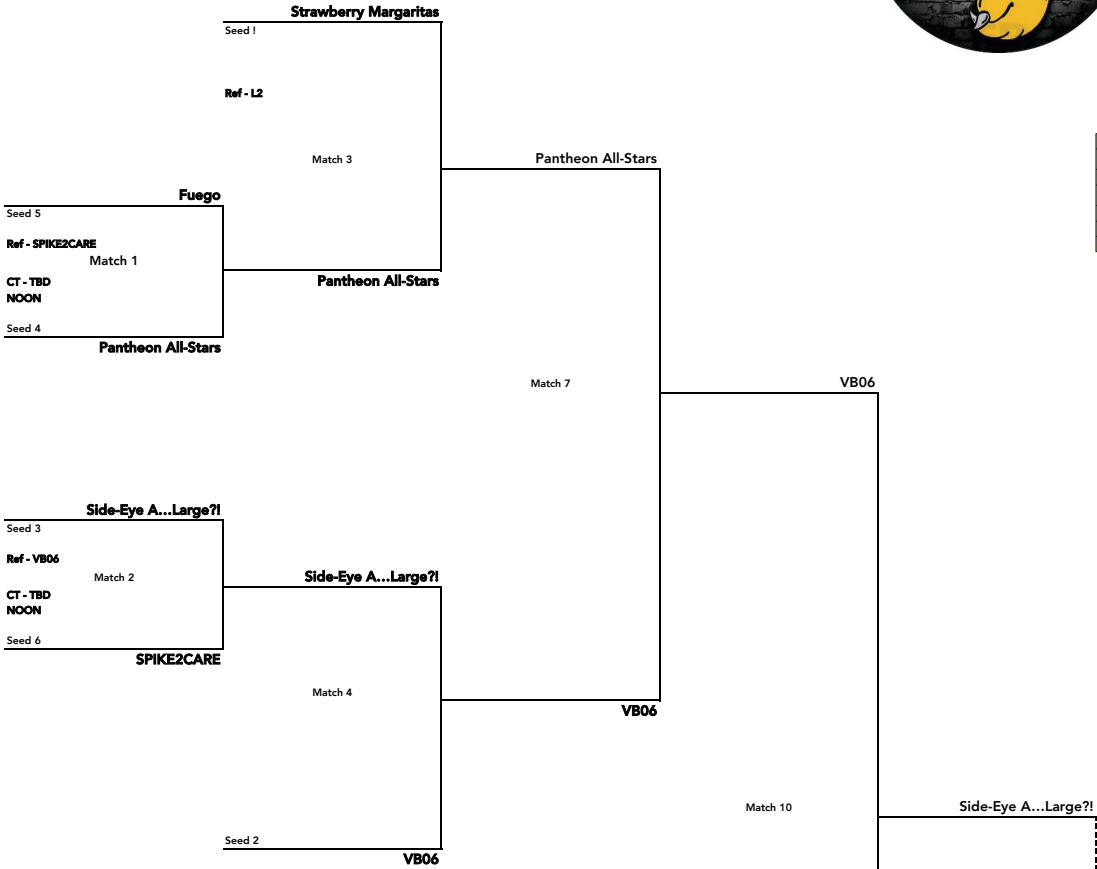 Strawberry Margaritas
Seed !
Ref - L2
Match 3
Pantheon All-Stars
Fuego
Seed 5
Ref - SPIKE2CARE
Match 1
CT - TBD
NOON
Pantheon All-Stars
Seed 4
Pantheon All-Stars
Match 7
VB06
Side-Eye A...Large?!
Seed 3
Ref - VB06
Match 2
Side-Eye A...Large?!
CT - TBD
NOON
Seed 6
SPIKE2CARE
Match 4
VB06
Match 10
Side-Eye A...Large?!
Seed 2
VB06